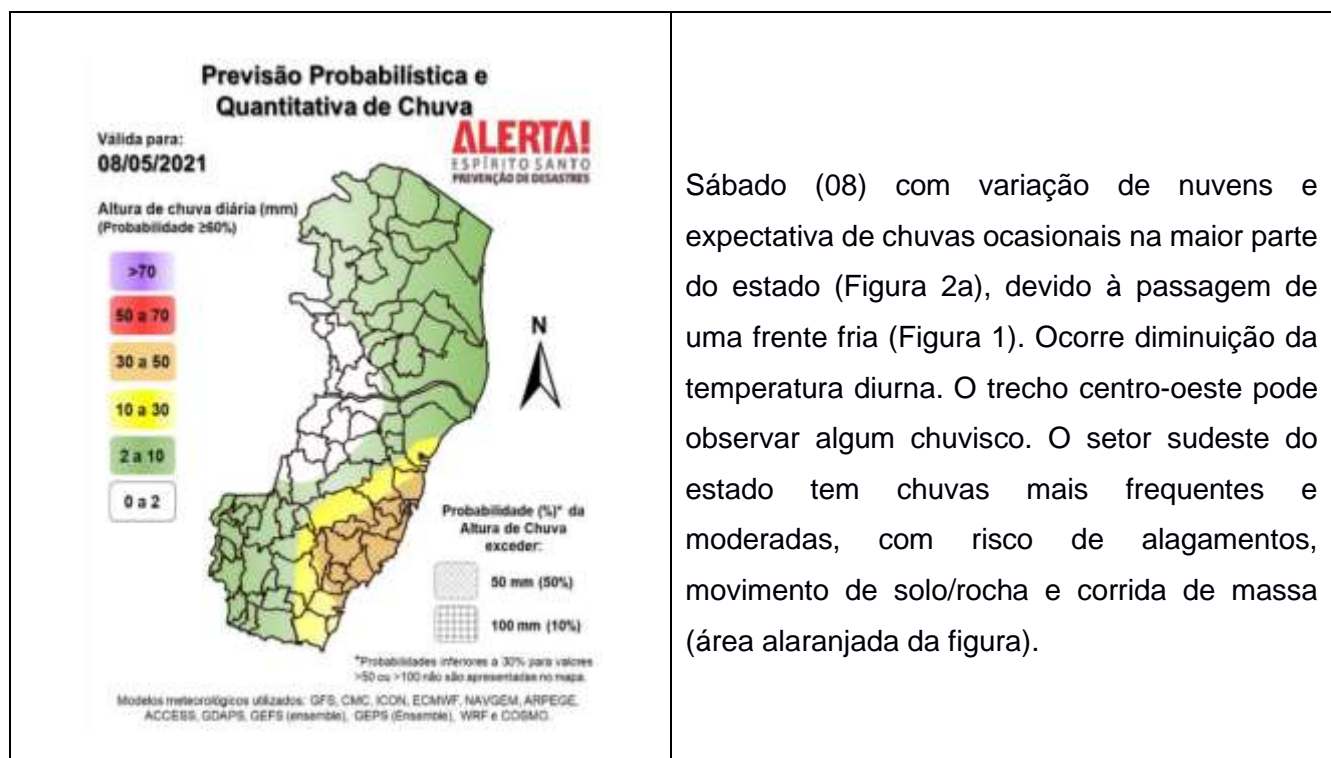 Previsão Probabilística e
Quantitativa de Chuva
Válida para:
08/05/2021
ALERTA!
ESPÍRITO SANTO
PREVENÇÃO DE DESASTRES
Altura de chuva diária (mm)
(Probabilidade ≥60%)
>70
50 a 70
30 a 50
10 a 30
2 a 10
0 a 2
N
Probabilidade (%)* da
Altura de Chuva
exceder:
50 mm (50%)
100 mm (10%)
*Probabilidades inferiores a 30% para valores
>50 ou >100 não são apresentadas no mapa.
Modelos meteorológicos utilizados: GFS, CMC, ICON, ECMWF, NAVGEM, ARPEGE,
ACCESS, GDAPS, GEFS (ensemble), GEPS (Ensemble), WRF e COSMO.
Sábado (08) com variação de nuvens e
expectativa de chuvas ocasionais na maior parte
do estado (Figura 2a), devido à passagem de
uma frente fria (Figura 1). Ocorre diminuição da
temperatura diurna. O trecho centro-oeste pode
observar algum chuvisco. O setor sudeste do
estado tem chuvas mais frequentes e
moderadas, com risco de alagamentos,
movimento de solo/rocha e corrida de massa
(área alaranjada da figura).